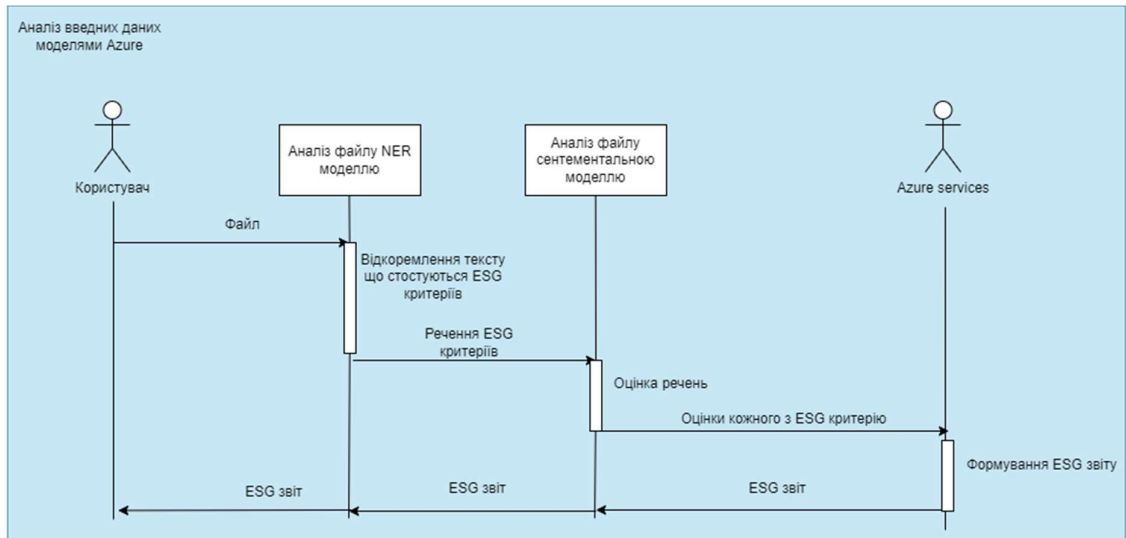 Аналіз введних даних
моделями Azure
Користувач
Аналіз файлу NER
моделлю
Аналіз файлу
сентементальною
моделлю
Azure services
Файл
Відкоремлення тексту
що стостуються ESG
критеріїв
Речення ESG
критеріїв
Оцінка речень
Оцінки кожного з ESG критерію
Формування ESG звіту
ESG звіт
ESG звіт
ESG звіт